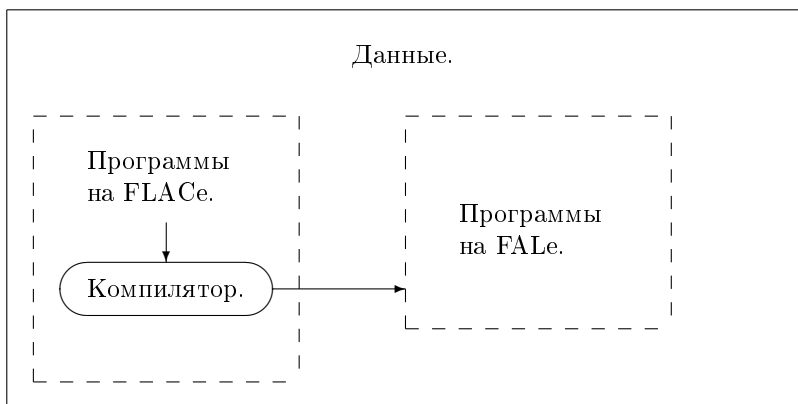 Данные.
Программы
на FLACе.
Компилятор.
Программы
на FALе.